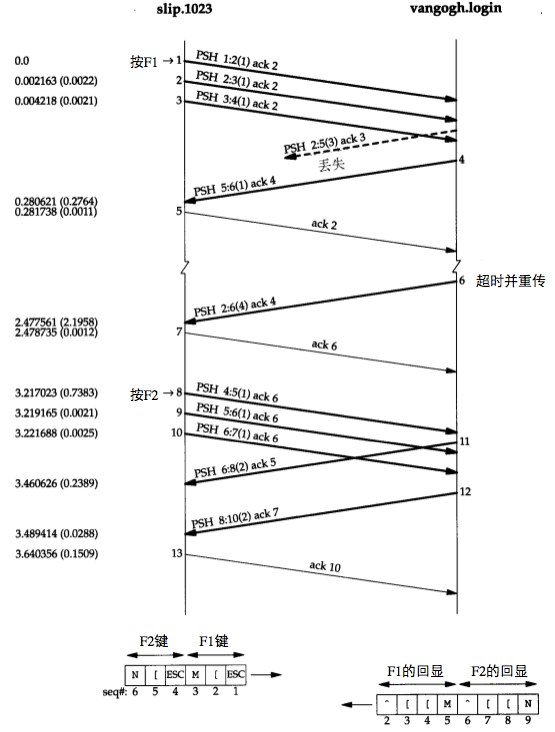 slip.1023
vangogh.login
0.0
按F1
1
PSH 1:2(1) ack 2
0.002163 (0.0022)
2
PSH 2:3(1) ack 2
0.004218 (0.0021)
3
PSH 3:4(1) ack 2
PSH 2:5(3) ack 3
丢失
4
PSH 5:6(1) ack 4
0.280621 (0.2764)
0.281738 (0.0011)
5
ack 2
6
超时并重传
PSH 2:6(4) ack 4
2.477561 (2.1958)
2.478735 (0.0012)
7
ack 6
3.217023 (0.7383)
按F2
8
PSH 4:5(1) ack 6
3.219165 (0.0021)
9
PSH 5:6(1) ack 6
3.221688 (0.0025)
10
PSH 6:7(1) ack 6
11
PSH 6:8(2) ack 5
3.460626 (0.2389)
12
PSH 8:10(2) ack 7
3.489414 (0.0288)
3.640356 (0.1509)
13
ack 10
F2键 F1键
N [ ESC M [ ESC
seq#: 6 5 4 3 2 1
F1的回显 F2的回显
^ [ [ M ^ [ [ N
2 3 4 5 6 7 8 9